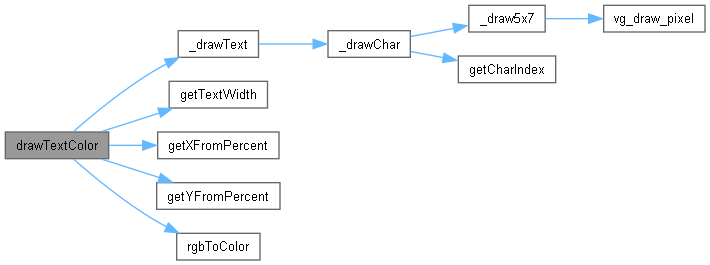 drawTextColor
_drawText
getTextWidth
getXFromPercent
getYFromPercent
rgbToColor
_drawChar
_draw5x7
getCharIndex
vg_draw_pixel